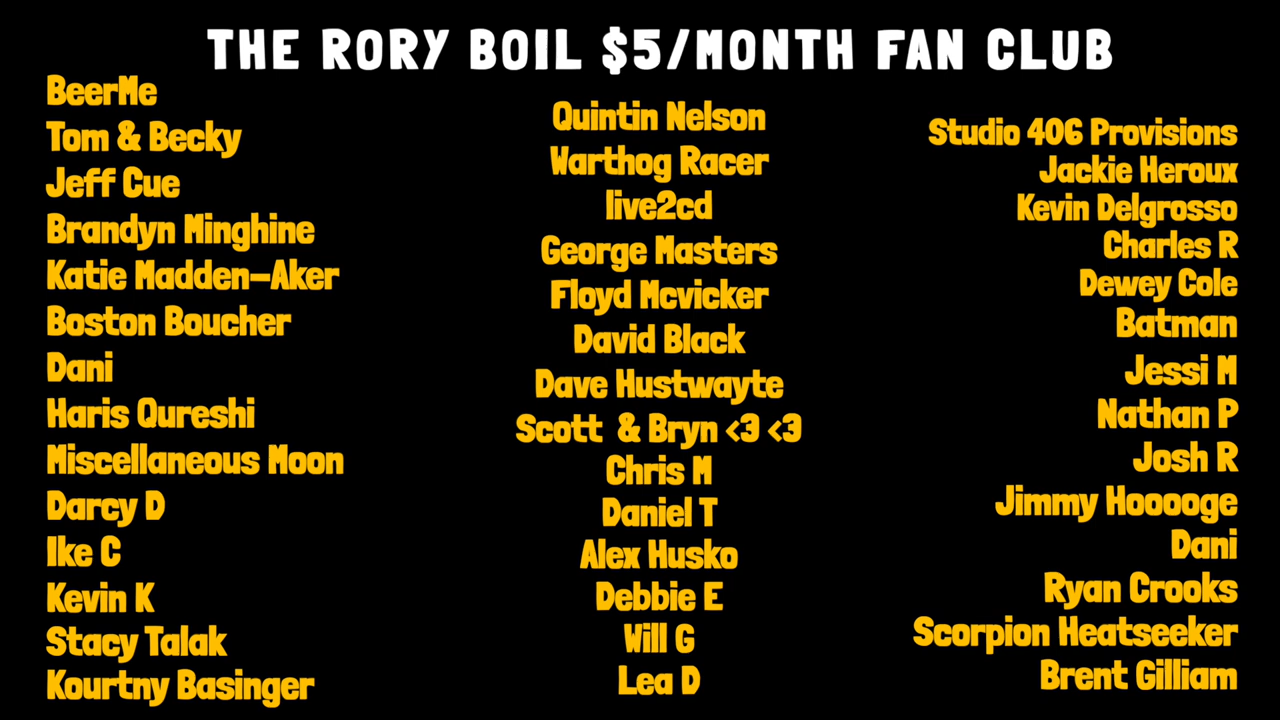 THE RORY BOIL $5/MONTH FAN CLUB
BeerMe
Tom & Becky
Jeff Cue
Brandyn Minghine
Katie Madden-Aker
Boston Boucher
Dani
Haris Qureshi
Miscellaneous Moon
Darcy D
Ike C
Kevin K
Stacy Talak
Kourtny Basinger
Quintin Nelson
Warthog Racer
live2cd
George Masters
Floyd Mcvicker
David Black
Dave Hustwayte
Scott & Bryn <3 <3
Chris M
Daniel T
Alex Husko
Debbie E
Will G
Lea D
Studio 406 Provisions
Jackie Heroux
Kevin Delgrosso
Charles R
Dewey Cole
Batman
Jessi M
Nathan P
Josh R
Jimmy Hooooge
Dani
Ryan Crooks
Scorpion Heatseeker
Brent Gilliam